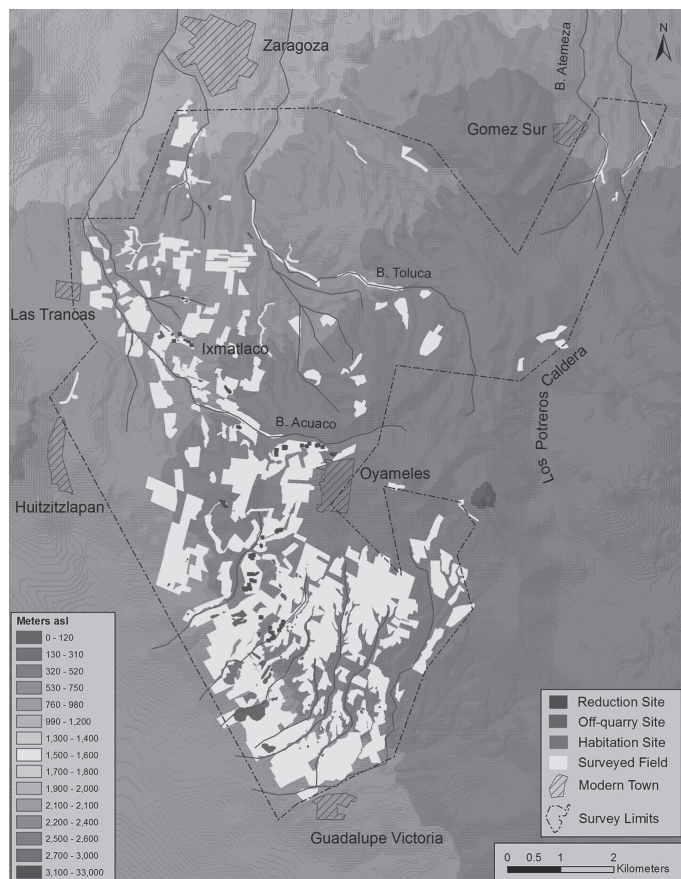 Zaragoza
N
B. Atemeza
Gomez Sur
B. Toluca
Las Trancas
Ixmatlaco
Los Potreros Caldera
B. Acuaco
Oyameles
Huitzitzlapan
Meters asl
0 - 120
130 - 310
320 - 520
530 - 750
760 - 980
990 - 1,200
1,300 - 1,400
1,500 - 1,600
1,700 - 1,800
1,900 - 2,000
2,100 - 2,100
2,200 - 2,400
2,500 - 2,600
2,700 - 3,000
3,100 - 33,000
Reduction Site
Off-quarry Site
Habitation Site
Surveyed Field
Modern Town
Survey Limits
Guadalupe Victoria
0 0.5 1 2
Kilometers